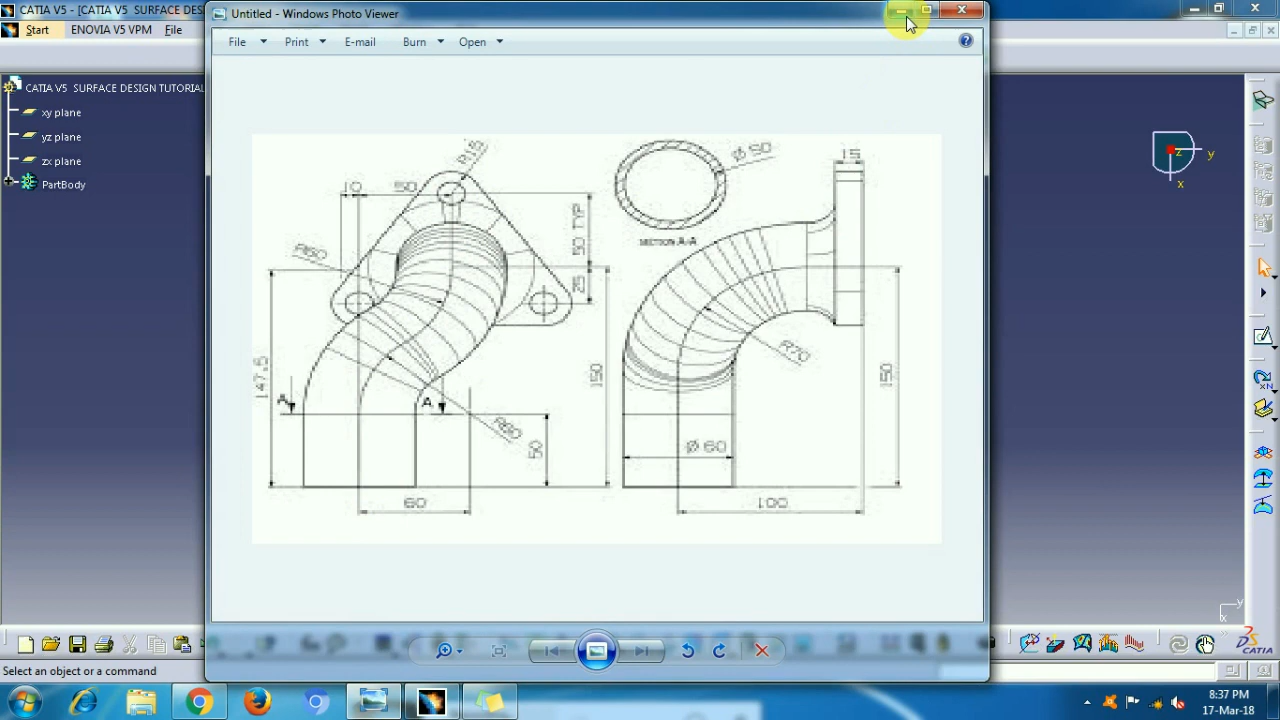 CATIA V5 - [CATIA V5 SURFACE DES
Untitled - Windows Photo Viewer
Start
ENOVIA V5 VPM
File
File
Print
E-mail
Burn
Open
CATIA V5 SURFACE DESIGN TUTORIAL
xy plane
yz plane
zx plane
PartBody
z
y
x
R15
Ø 50
15
10
50
50 TYP
SECTION A-A
25
147.5
150
150
R70
A
A
50
Ø 60
60
100
y
x
CATIA
Select an object or a command
8:37 PM
17-Mar-18